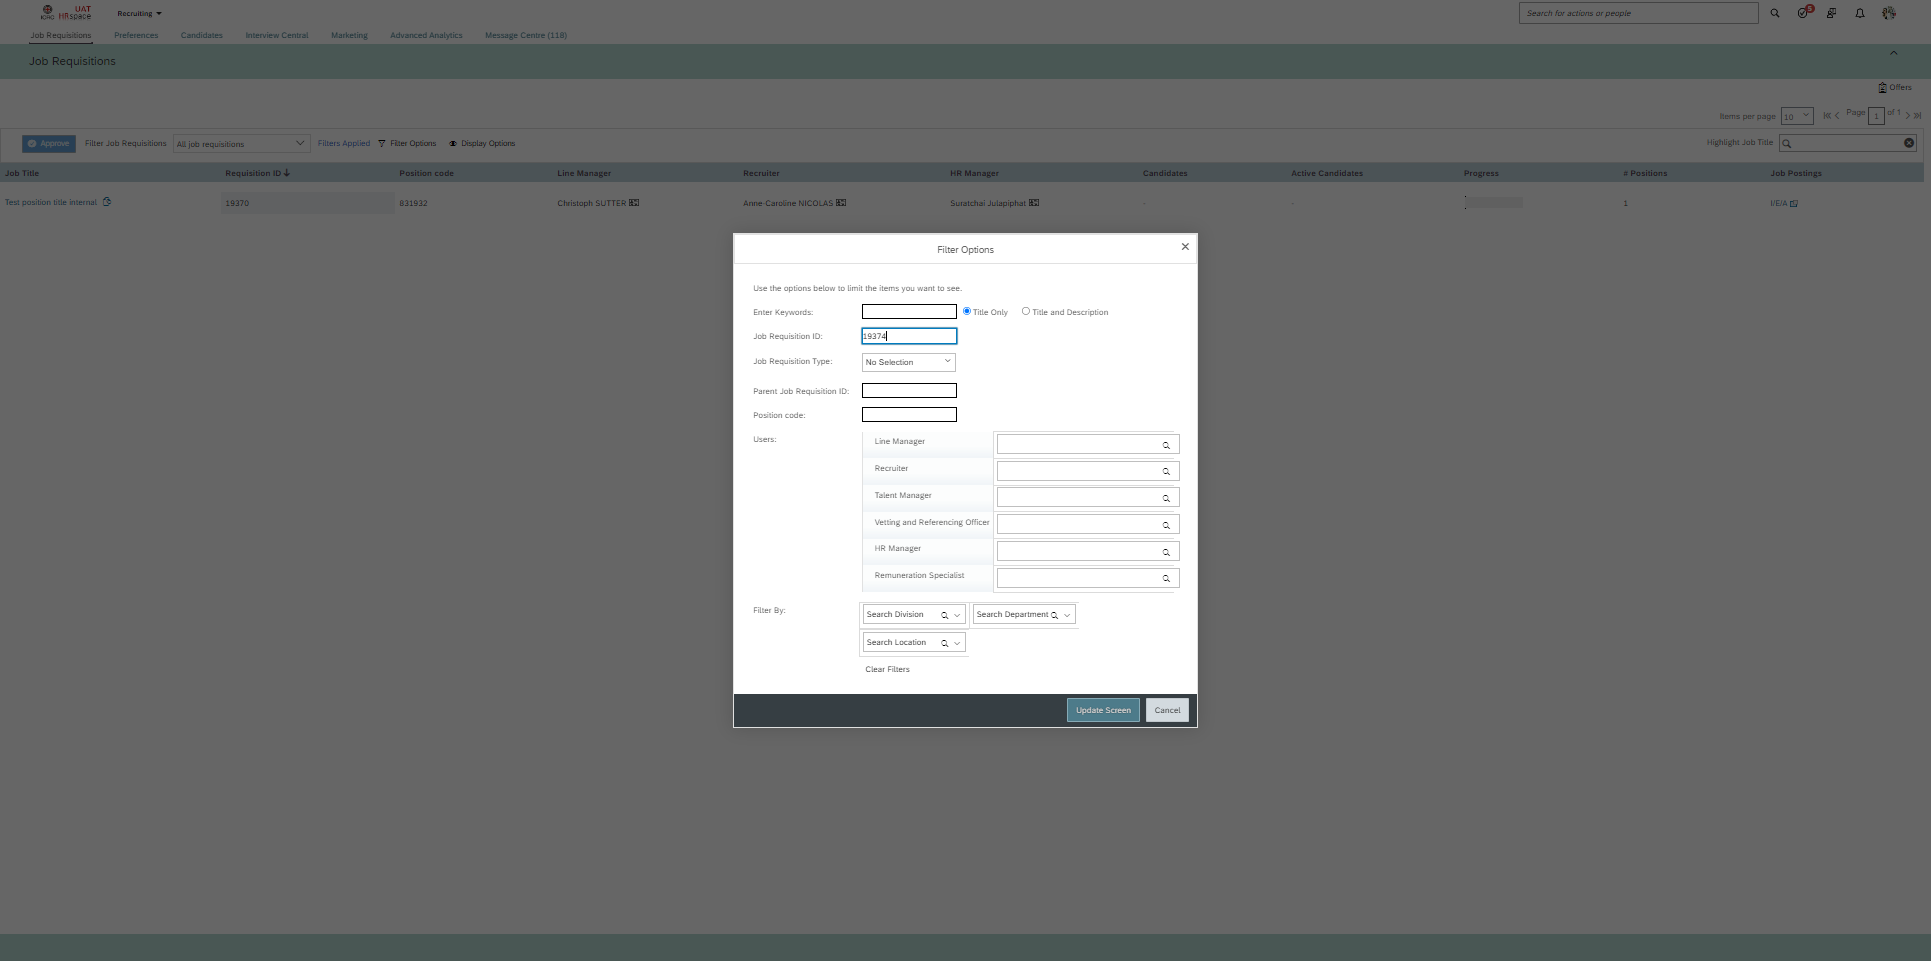 ICRC UAT HRspace Recruiting Search for actions or people 5
Job Requisitions Preferences Candidates Interview Central Marketing Advanced Analytics Message Centre (118)
Job Requisitions
Offers
Items per page 10 Page 1 of 1
Approve Filter Job Requisitions All job requisitions Filters Applied Filter Options Display Options Highlight Job Title
Job Title Requisition ID Position code Line Manager Recruiter HR Manager Candidates Active Candidates Progress # Positions Job Postings
Test position title internal 19370 831932 Christoph SUTTER Anne Caroline NICOLAS Suratchai Julapiphat - - 1 I/E/A
Filter Options
Use the options below to limit the items you want to see.
Enter Keywords: Title Only Title and Description
Job Requisition ID: 19374
Job Requisition Type: No Selection
Parent Job Requisition ID:
Position code:
Users: Line Manager
Recruiter
Talent Manager
Vetting and Referencing Officer
HR Manager
Remuneration Specialist
Filter By: Search Division Search Department
Search Location
Clear Filters
Update Screen Cancel